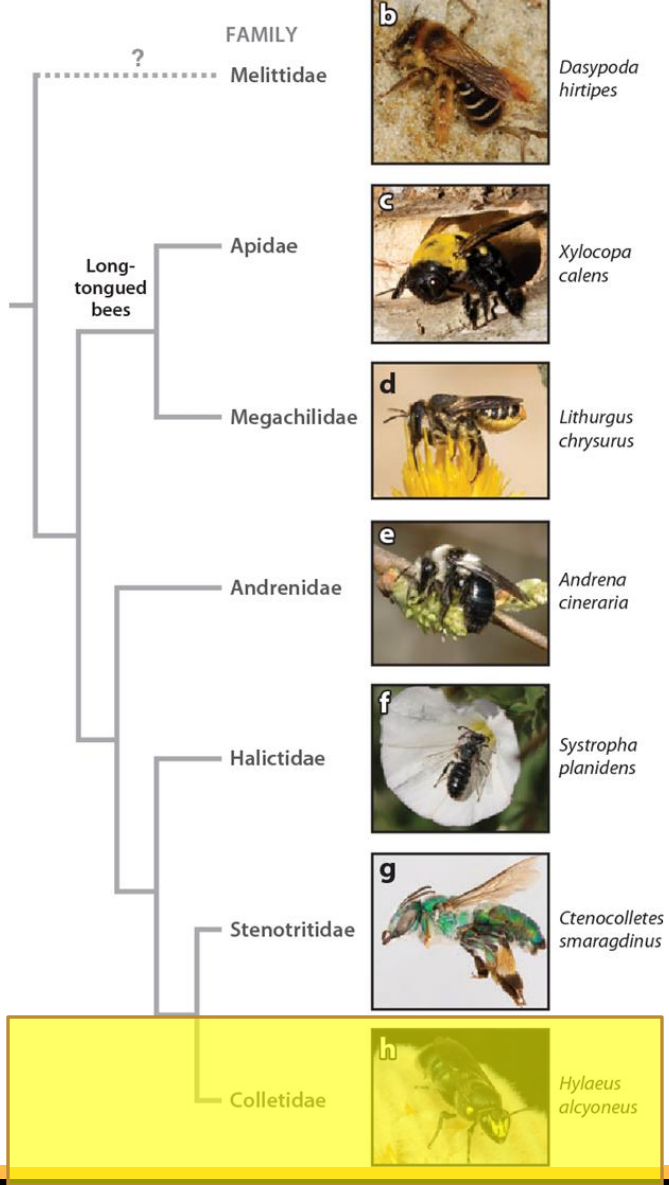 FAMILY
b
?
Melittidae
Dasypoda
hirtipes
c
Apidae
Xylocopa
calens
Long-
tongued
bees
d
Megachilidae
Lithurgus
chrysurus
e
Andrenidae
Andrena
cineraria
f
Halictidae
Systropha
planidens
g
Stenotritidae
Ctenocolletes
smaragdinus
h
Colletidae
Hylaeus
alcyoneus